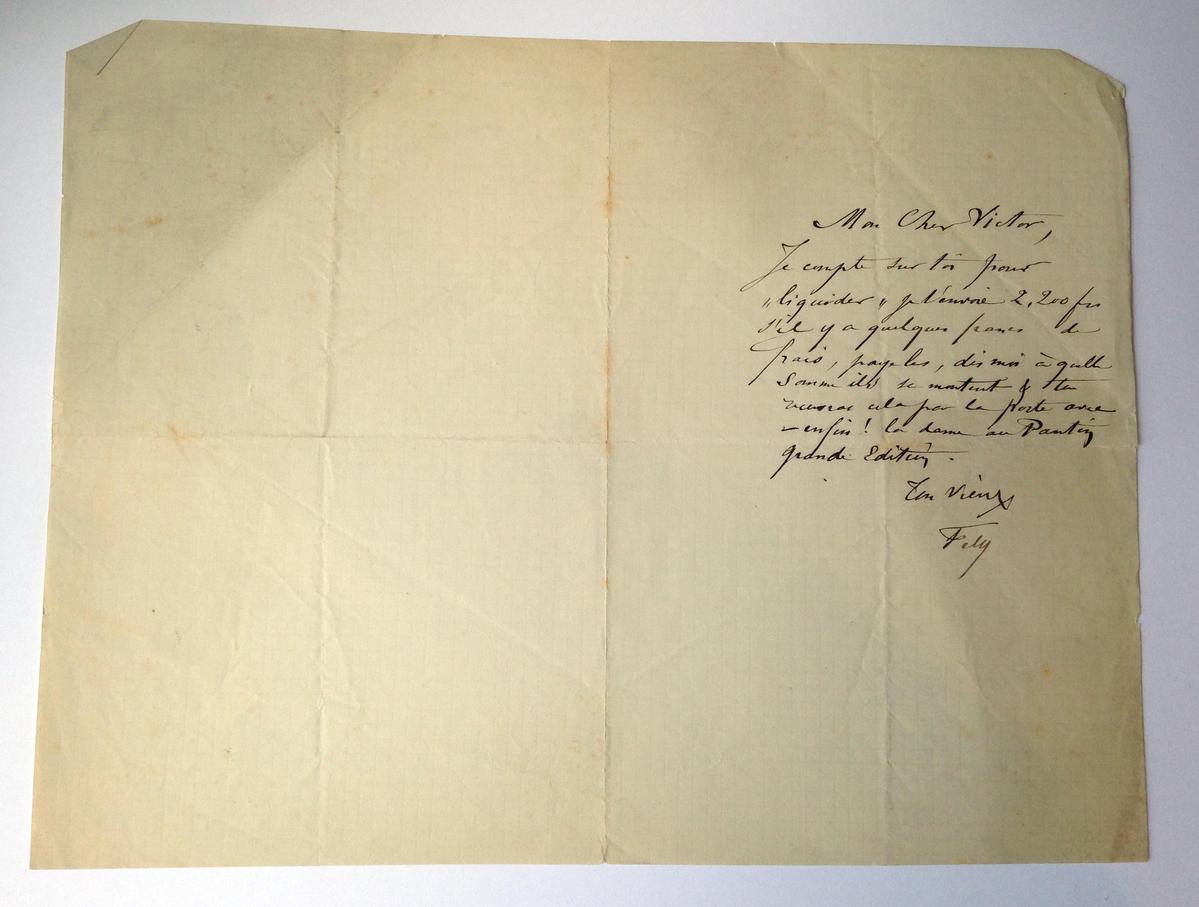 Mon Cher Victor,
Je compte sur toi pour
„liquider„ je t'envoie 2,200 frs
s'il y a quelques francs de
frais, paye les, dis moi à quelle
somme ils se montent & tu
recevras cela par la poste avec
– enfin! la dame au Pantin
grande Edition.
Ton vieux
Fély